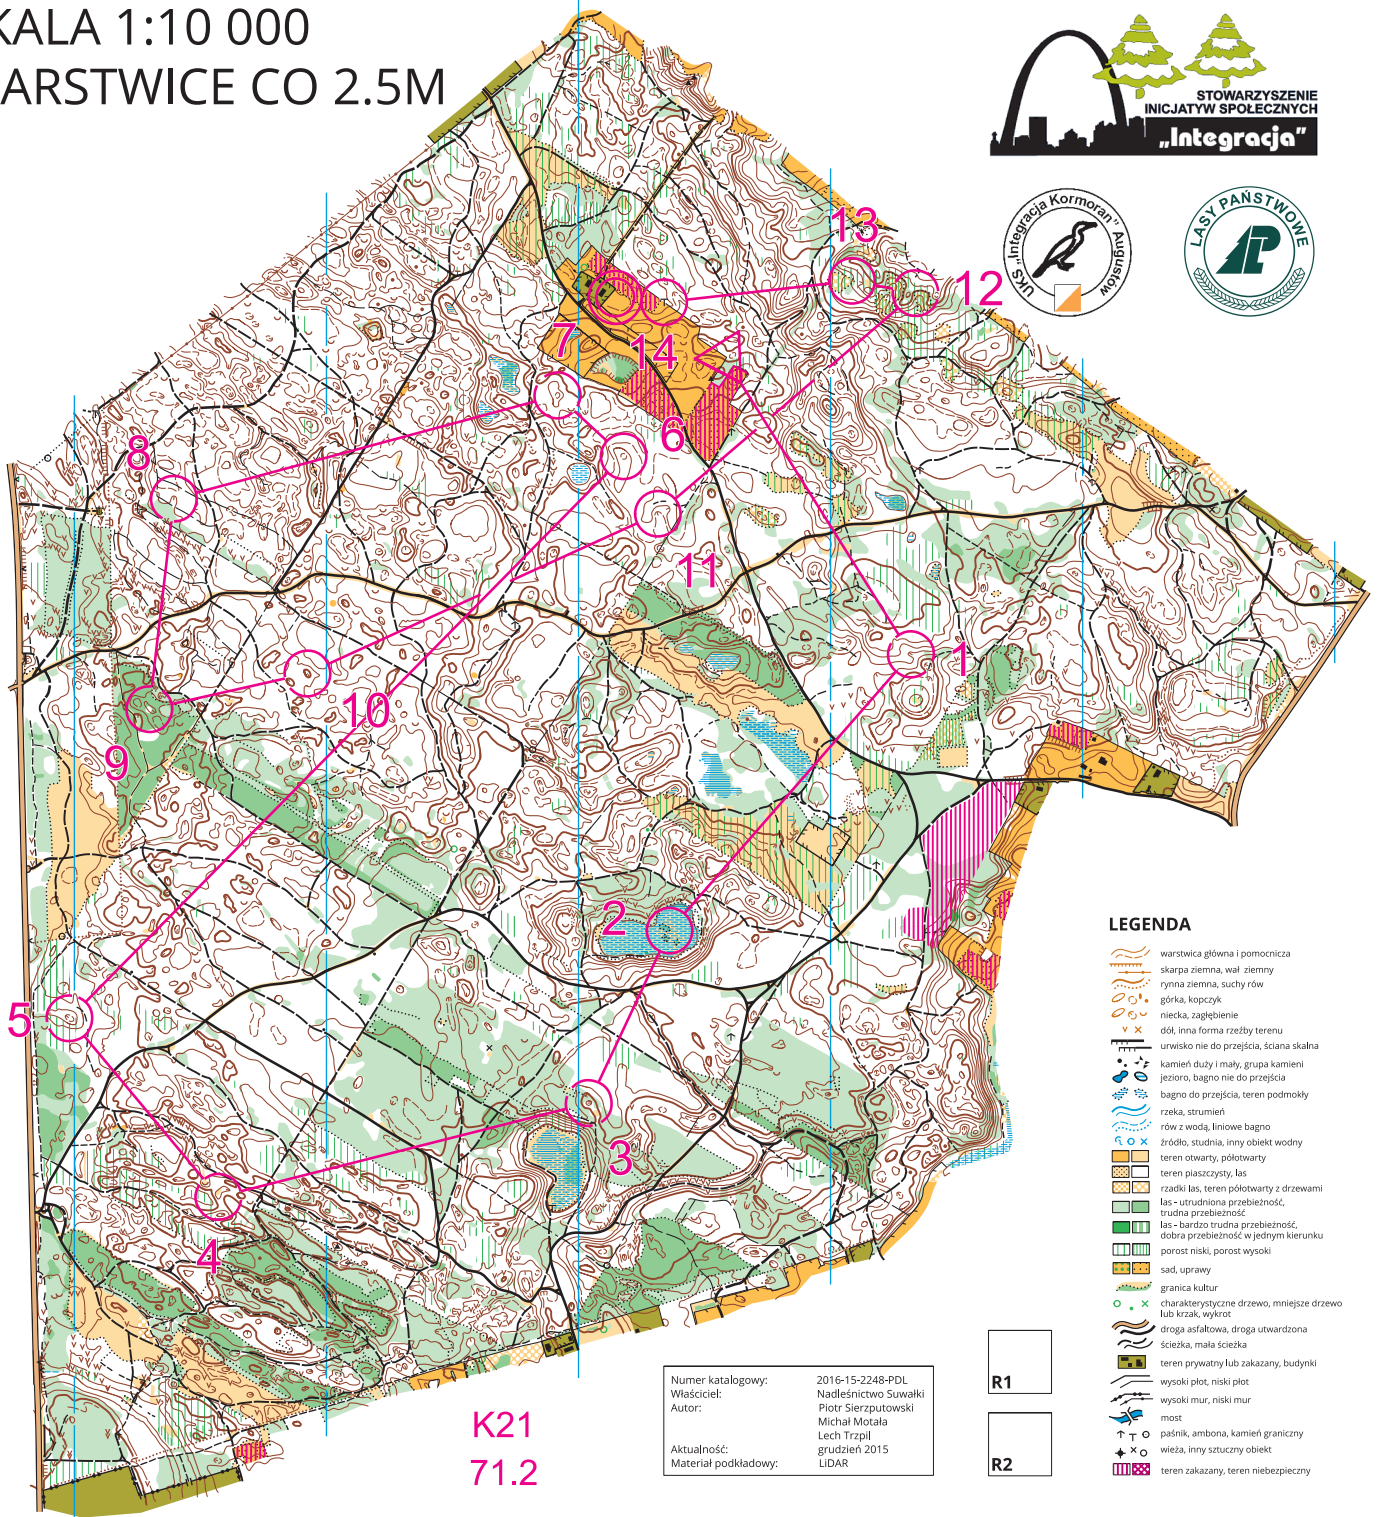 KALA 1:10 000
ARSTWICE CO 2.5M
STOWARZYSZENIE
INICJATYW SPOŁECZNYCH
„Integracja"
UKS „Integracja Kormoran" Augustów
LASY PAŃSTWOWE
13
12
7
14
6
8
11
1
10
9
2
5
3
4
K21
71.2
Numer katalogowy: 2016-15-2248-PDL
Właściciel: Nadleśnictwo Suwałki
Autor: Piotr Sierzputowski
Michał Motała
Lech Trzpil
Aktualność: grudzień 2015
Materiał podkładowy: LiDAR
R1
R2
LEGENDA
warstwica główna i pomocnicza
skarpa ziemna, wał ziemny
rynna ziemna, suchy rów
górka, kopczyk
niecka, zagłębienie
dół, inna forma rzeźby terenu
urwisko nie do przejścia, ściana skalna
kamień duży i mały, grupa kamieni
jezioro, bagno nie do przejścia
bagno do przejścia, teren podmokły
rzeka, strumień
rów z wodą, liniowe bagno
źródło, studnia, inny obiekt wodny
teren otwarty, półotwarty
teren piaszczysty, las
rzadki las, teren półotwarty z drzewami
las - utrudniona przebieżność,
trudna przebieżność
las - bardzo trudna przebieżność,
dobra przebieżność w jednym kierunku
porost niski, porost wysoki
sad, uprawy
granica kultur
charakterystyczne drzewo, mniejsze drzewo
lub krzak, wykrot
droga asfaltowa, droga utwardzona
ścieżka, mała ścieżka
teren prywatny lub zakazany, budynki
wysoki płot, niski płot
wysoki mur, niski mur
most
paśnik, ambona, kamień graniczny
wieża, inny sztuczny obiekt
teren zakazany, teren niebezpieczny